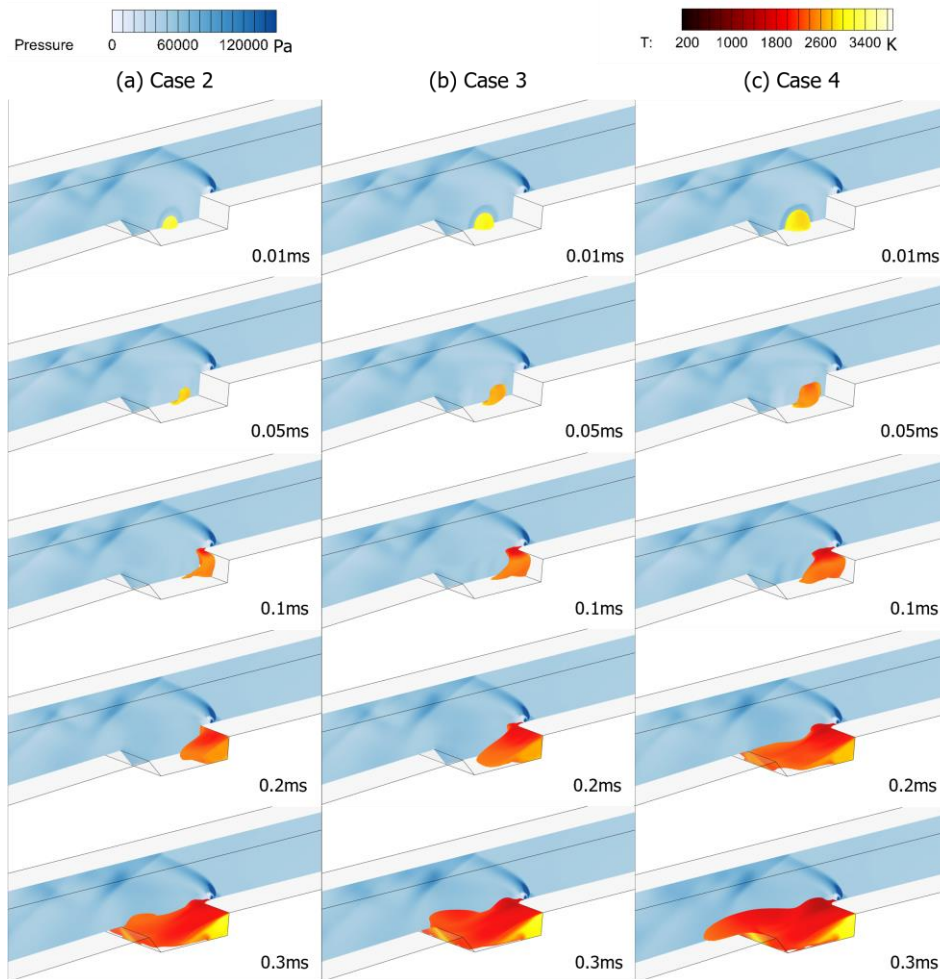 Pressure 0 60000 120000 Pa
T: 200 1000 1800 2600 3400 K
(a) Case 2 (b) Case 3 (c) Case 4
0.01ms 0.01ms 0.01ms
0.05ms 0.05ms 0.05ms
0.1ms 0.1ms 0.1ms
0.2ms 0.2ms 0.2ms
0.3ms 0.3ms 0.3ms